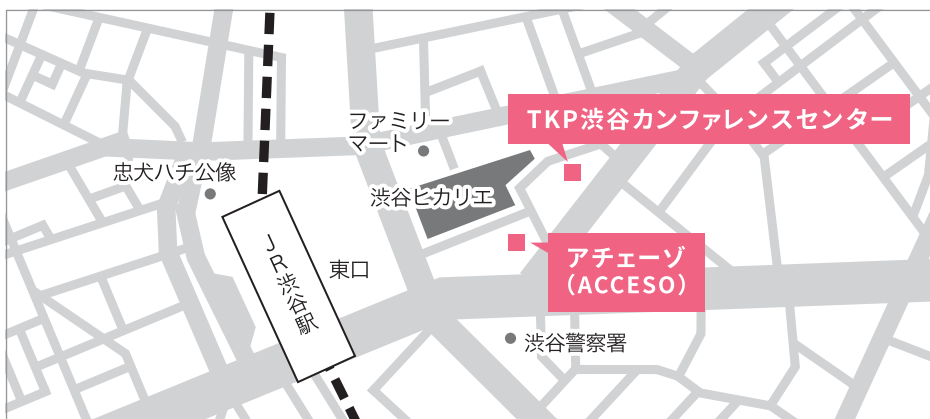 ファミリー
マート
TKP渋谷カンファレンスセンター
忠犬ハチ公像
渋谷ヒカリエ
JR渋谷駅
東口
アチェーゾ
（ACCESO）
渋谷警察署